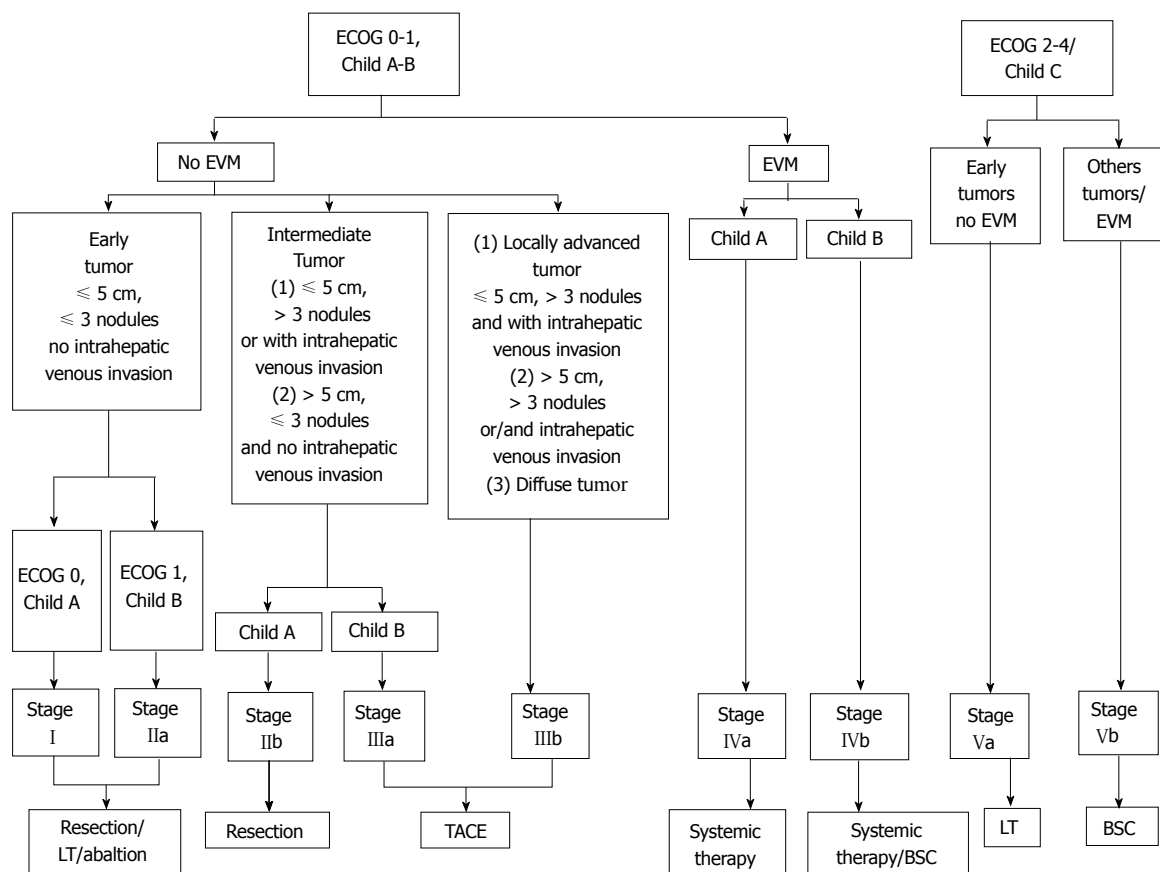 ECOG 0-1,
Child A-B
ECOG 2-4/
Child C
No EVM
EVM
Early
tumors
no EVM
Others
tumors/
EVM
Early
tumor
≤ 5 cm,
≤ 3 nodules
no intrahepatic
venous invasion
Intermediate
Tumor
(1) ≤ 5 cm,
> 3 nodules
or with intrahepatic
venous invasion
(2) > 5 cm,
≤ 3 nodules
and no intrahepatic
venous invasion
(1) Locally advanced
tumor
≤ 5 cm, > 3 nodules
and with intrahepatic
venous invasion
(2) > 5 cm,
> 3 nodules
or/and intrahepatic
venous invasion
(3) Diffuse tumor
Child A
Child B
ECOG 0,
Child A
ECOG 1,
Child B
Child A
Child B
Stage
I
Stage
IIa
Stage
IIb
Stage
IIIa
Stage
IIIb
Stage
IVa
Stage
IVb
Stage
Va
Stage
Vb
Resection/
LT/abaltion
Resection
TACE
Systemic
therapy
Systemic
therapy/BSC
LT
BSC